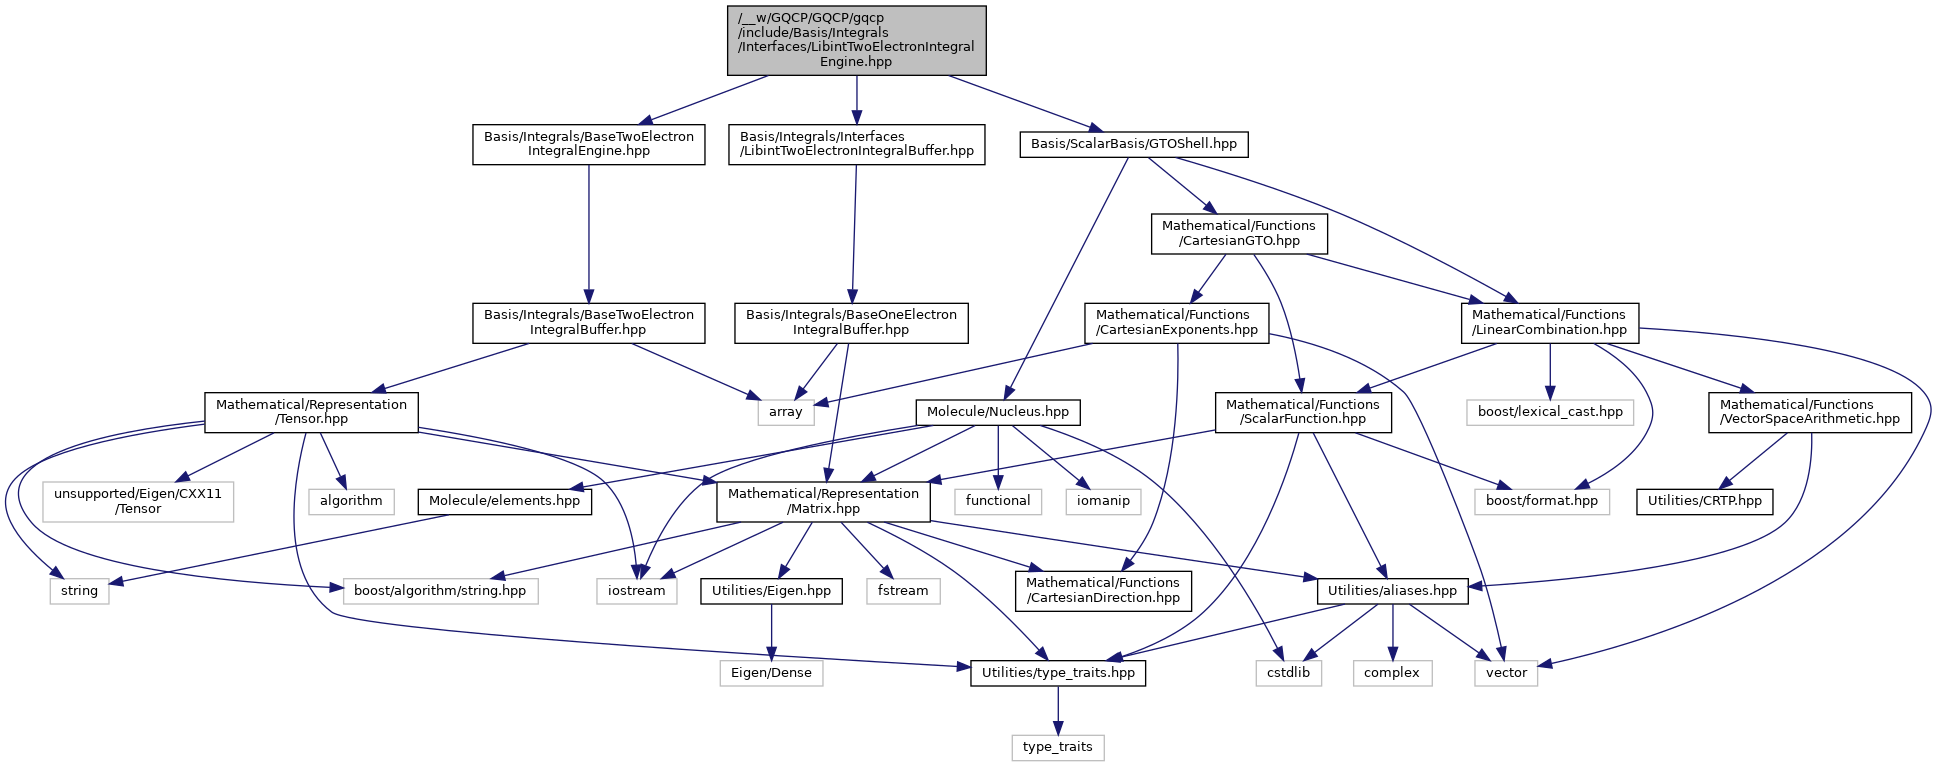 /__w/GQCP/GQCP/gqcp
/include/Basis/Integrals
/Interfaces/LibintTwoElectronIntegral
Engine.hpp
Basis/Integrals/BaseTwoElectron
IntegralEngine.hpp
Basis/Integrals/Interfaces
/LibintTwoElectronIntegralBuffer.hpp
Basis/ScalarBasis/GTOShell.hpp
Mathematical/Functions
/CartesianGTO.hpp
Basis/Integrals/BaseTwoElectron
IntegralBuffer.hpp
Basis/Integrals/BaseOneElectron
IntegralBuffer.hpp
Mathematical/Functions
/CartesianExponents.hpp
Mathematical/Functions
/LinearCombination.hpp
Mathematical/Representation
/Tensor.hpp
array
Molecule/Nucleus.hpp
Mathematical/Functions
/ScalarFunction.hpp
boost/lexical_cast.hpp
Mathematical/Functions
/VectorSpaceArithmetic.hpp
unsupported/Eigen/CXX11
/Tensor
algorithm
Molecule/elements.hpp
Mathematical/Representation
/Matrix.hpp
functional
iomanip
boost/format.hpp
Utilities/CRTP.hpp
string
boost/algorithm/string.hpp
iostream
Utilities/Eigen.hpp
fstream
Mathematical/Functions
/CartesianDirection.hpp
Utilities/aliases.hpp
Eigen/Dense
Utilities/type_traits.hpp
cstdlib
complex
vector
type_traits